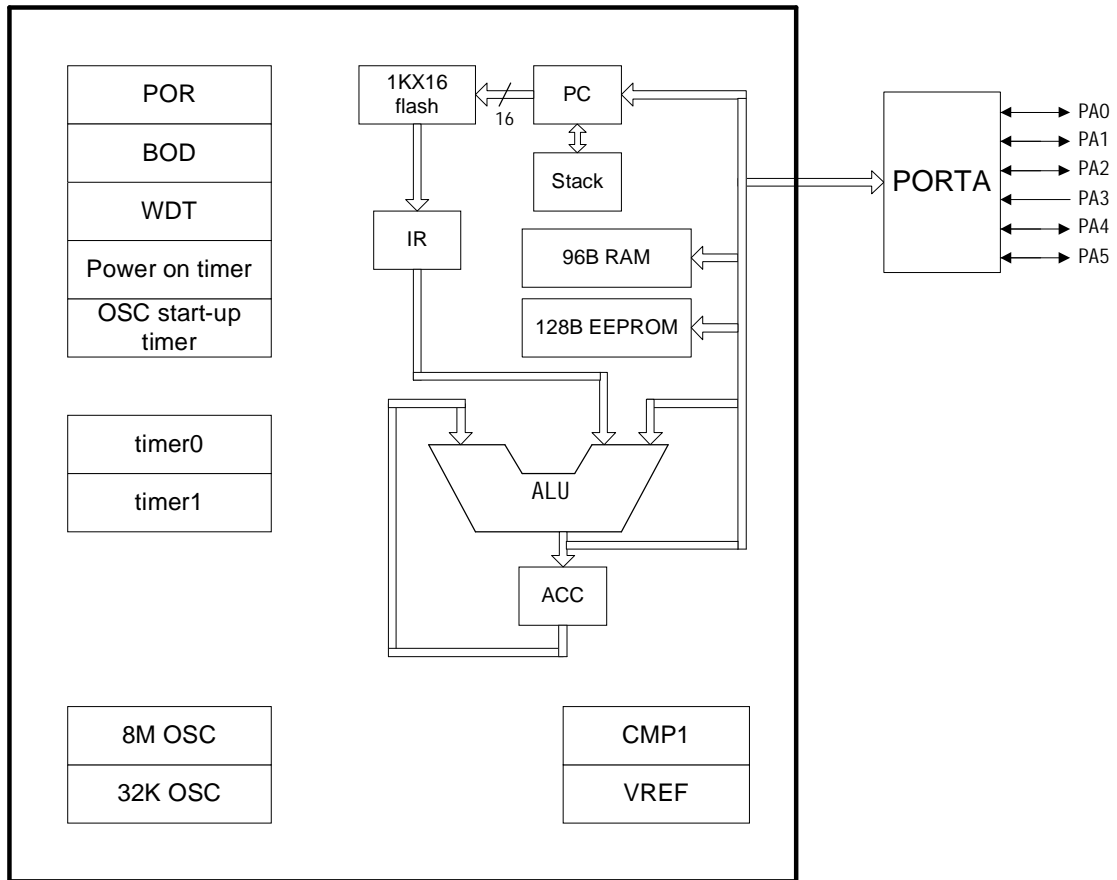 POR
BOD
WDT
Power on timer
OSC start-up
timer
timer0
timer1
8M OSC
32K OSC
1KX16
flash
16
PC
Stack
IR
96B RAM
128B EEPROM
ALU
ACC
CMP1
VREF
PORTA
PA0
PA1
PA2
PA3
PA4
PA5